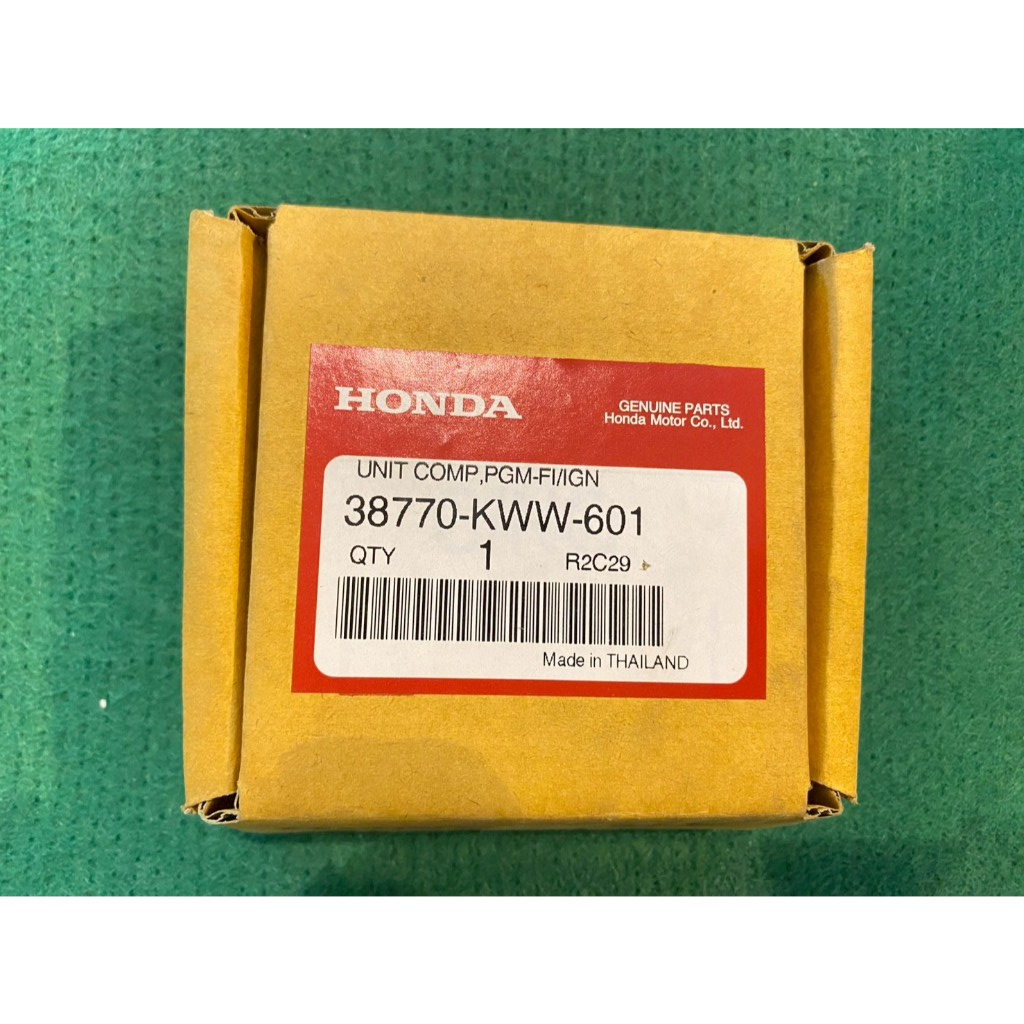 HONDA
GENUINE PARTS
Honda Motor Co., Ltd.
UNIT COMP,PGM-FI/IGN
38770-KWW-601
QTY 1 R2C29
Made in THAILAND